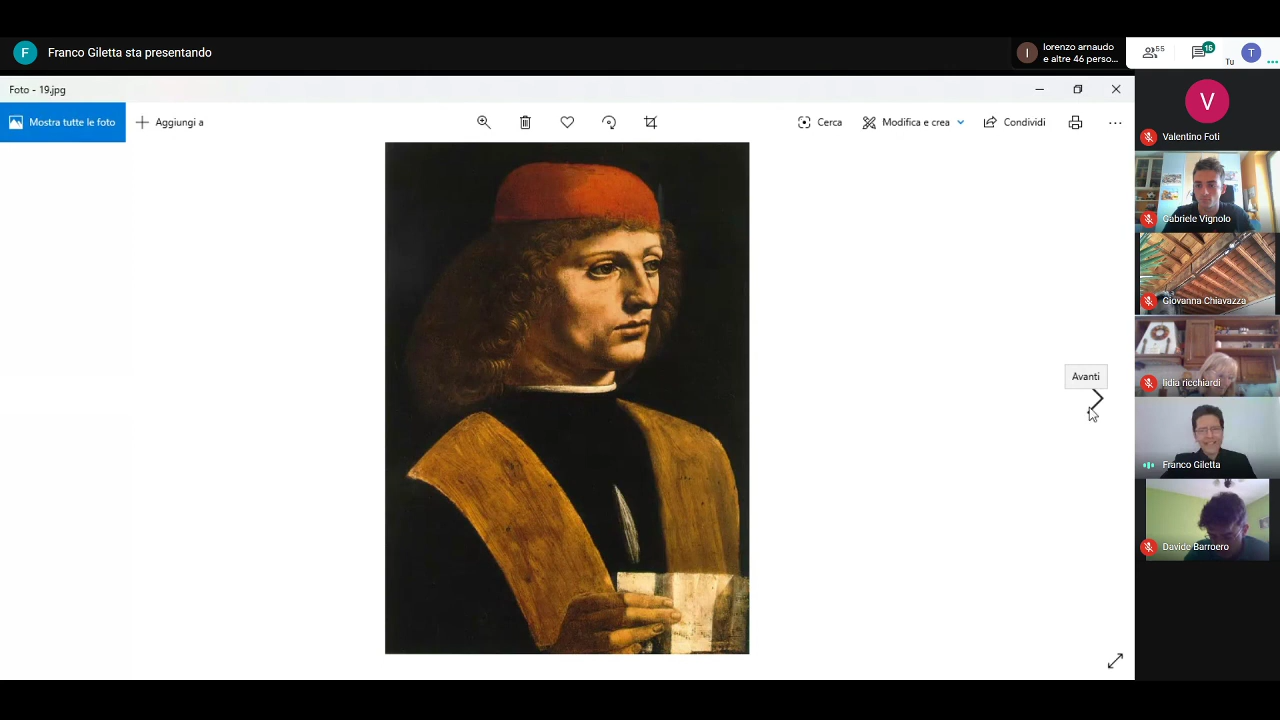 F Franco Giletta sta presentando
l lorenzo arnaudo
e altre 46 perso...
55
15
Tu
T
Foto - 19.jpg
Mostra tutte le foto
Aggiungi a
Cerca
Modifica e crea
Condividi
Avanti
V
Valentino Foti
Gabriele Vignolo
Giovanna Chiavazza
lidia ricchiardi
Franco Giletta
Davide Barroero